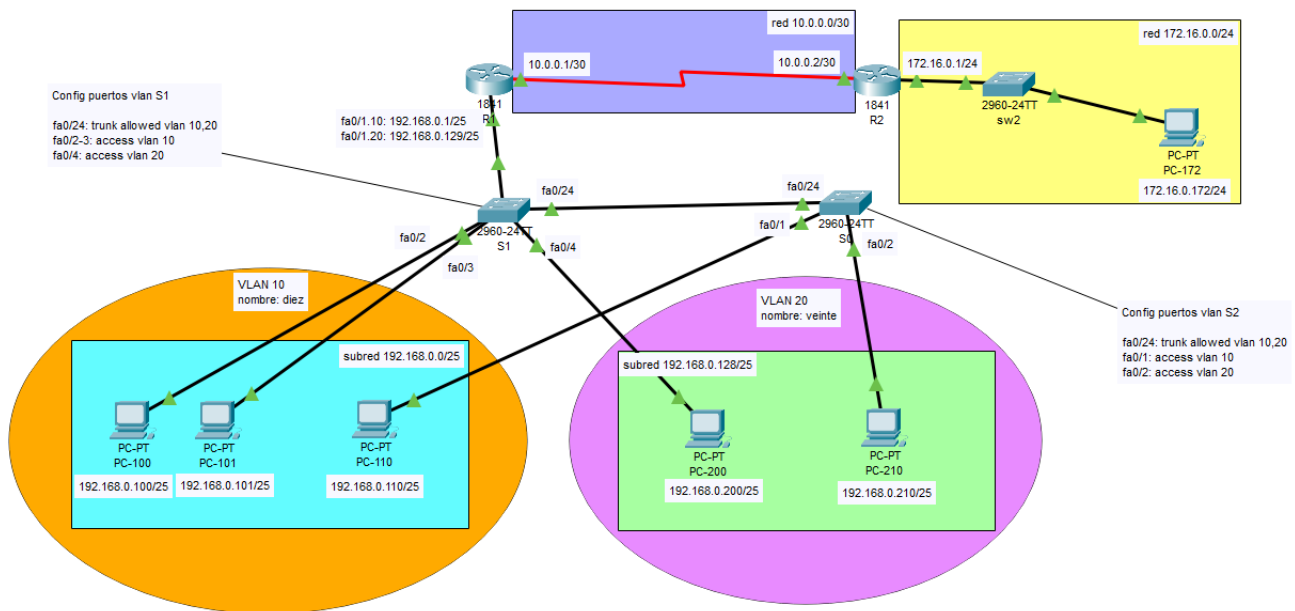 red 10.0.0.0/30
red 172.16.0.0/24
10.0.0.1/30
10.0.0.2/30
172.16.0.1/24
1841
R1
1841
R2
2960-24TT
sw2
PC-PT
PC-172
172.16.0.172/24
Config puertos vlan S1
fa0/24: trunk allowed vlan 10,20
fa0/2-3: access vlan 10
fa0/4: access vlan 20
fa0/1.10: 192.168.0.1/25
fa0/1.20: 192.168.0.129/25
fa0/24
fa0/24
2960-24TT
S1
2960-24TT
S0
fa0/2
fa0/3
fa0/4
fa0/1
fa0/2
VLAN 10
nombre: diez
VLAN 20
nombre: veinte
Config puertos vlan S2
fa0/24: trunk allowed vlan 10,20
fa0/1: access vlan 10
fa0/2: access vlan 20
subred 192.168.0.0/25
subred 192.168.0.128/25
PC-PT
PC-100
192.168.0.100/25
PC-PT
PC-101
192.168.0.101/25
PC-PT
PC-110
192.168.0.110/25
PC-PT
PC-200
192.168.0.200/25
PC-PT
PC-210
192.168.0.210/25